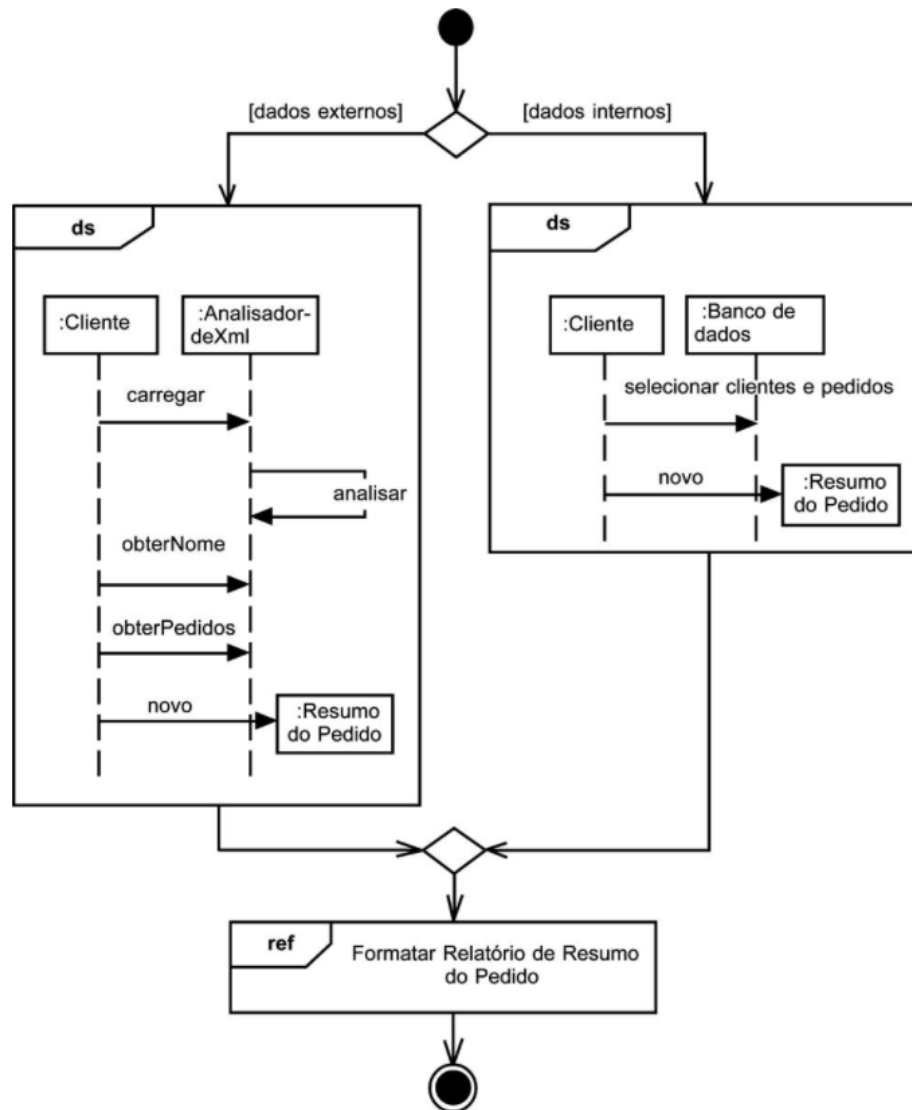 [dados externos]
[dados internos]
ds
:Cliente
:Analisador-
deXml
carregar
analisar
obterNome
obterPedidos
novo
:Resumo
do Pedido
ds
:Cliente
:Banco de
dados
selecionar clientes e pedidos
novo
:Resumo
do Pedido
ref
Formatar Relatório de Resumo
do Pedido